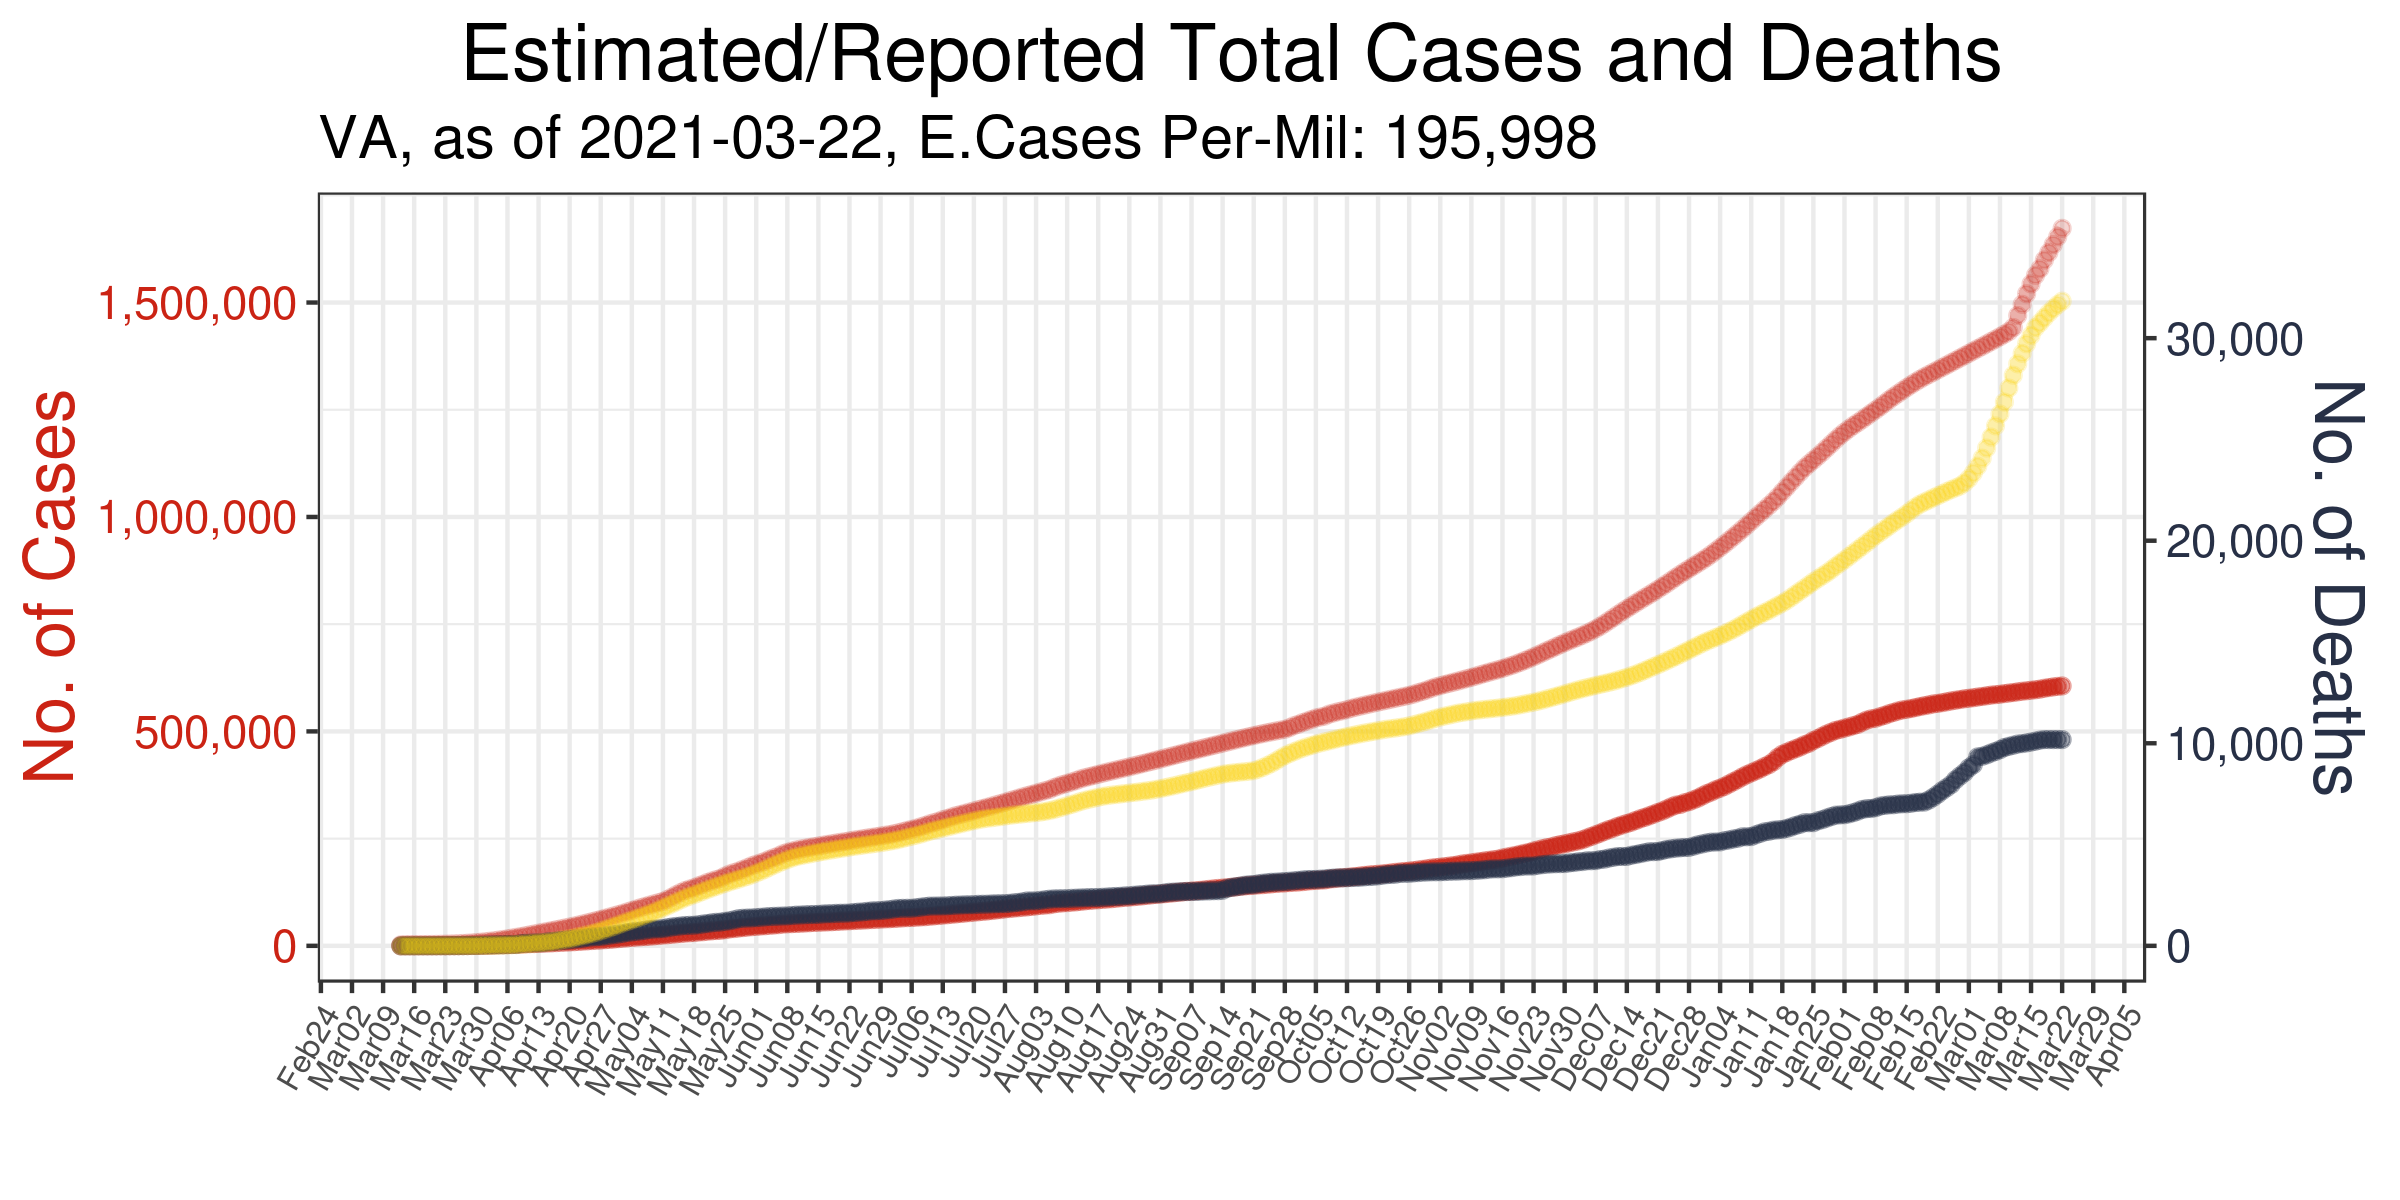 Estimated/Reported Total Cases and Deaths
VA, as of 2021-03-22, E.Cases Per-Mil: 195,998
No. of Cases
1,500,000
1,000,000
500,000
0
30,000
20,000
10,000
0
No. of Deaths
Feb24
Mar02
Mar09
Mar16
Mar23
Mar30
Apr06
Apr13
Apr20
Apr27
May04
May11
May18
May25
Jun01
Jun08
Jun15
Jun22
Jun29
Jul06
Jul13
Jul20
Jul27
Aug03
Aug10
Aug17
Aug24
Aug31
Sep07
Sep14
Sep21
Sep28
Oct05
Oct12
Oct19
Oct26
Nov02
Nov09
Nov16
Nov23
Nov30
Dec07
Dec14
Dec21
Dec28
Jan04
Jan11
Jan18
Jan25
Feb01
Feb08
Feb15
Feb22
Mar01
Mar08
Mar15
Mar22
Mar29
Apr05